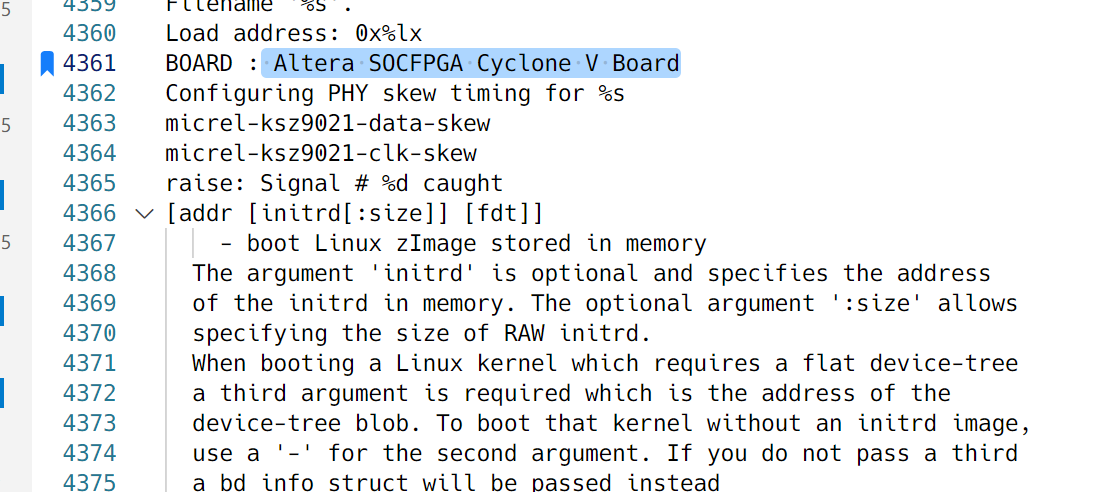 4359 Filename '%s'.
4360 Load address: 0x%lx
4361 BOARD : Altera SOCFPGA Cyclone V Board
4362 Configuring PHY skew timing for %s
4363 micrel-ksz9021-data-skew
4364 micrel-ksz9021-clk-skew
4365 raise: Signal # %d caught
4366 [addr [initrd[:size]] [fdt]]
4367 - boot Linux zImage stored in memory
4368 The argument 'initrd' is optional and specifies the address
4369 of the initrd in memory. The optional argument ':size' allows
4370 specifying the size of RAW initrd.
4371 When booting a Linux kernel which requires a flat device-tree
4372 a third argument is required which is the address of the
4373 device-tree blob. To boot that kernel without an initrd image,
4374 use a '-' for the second argument. If you do not pass a third
4375 a bd_info struct will be passed instead
5
5
5